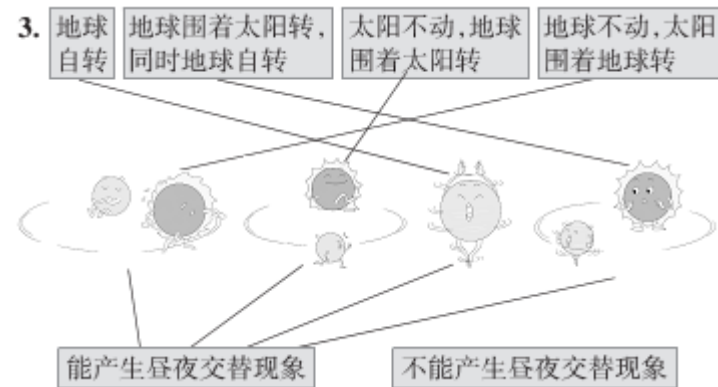 3.
地球
自转
地球围着太阳转,
同时地球自转
太阳不动,地球
围着太阳转
地球不动,太阳
围着地球转
能产生昼夜交替现象
不能产生昼夜交替现象